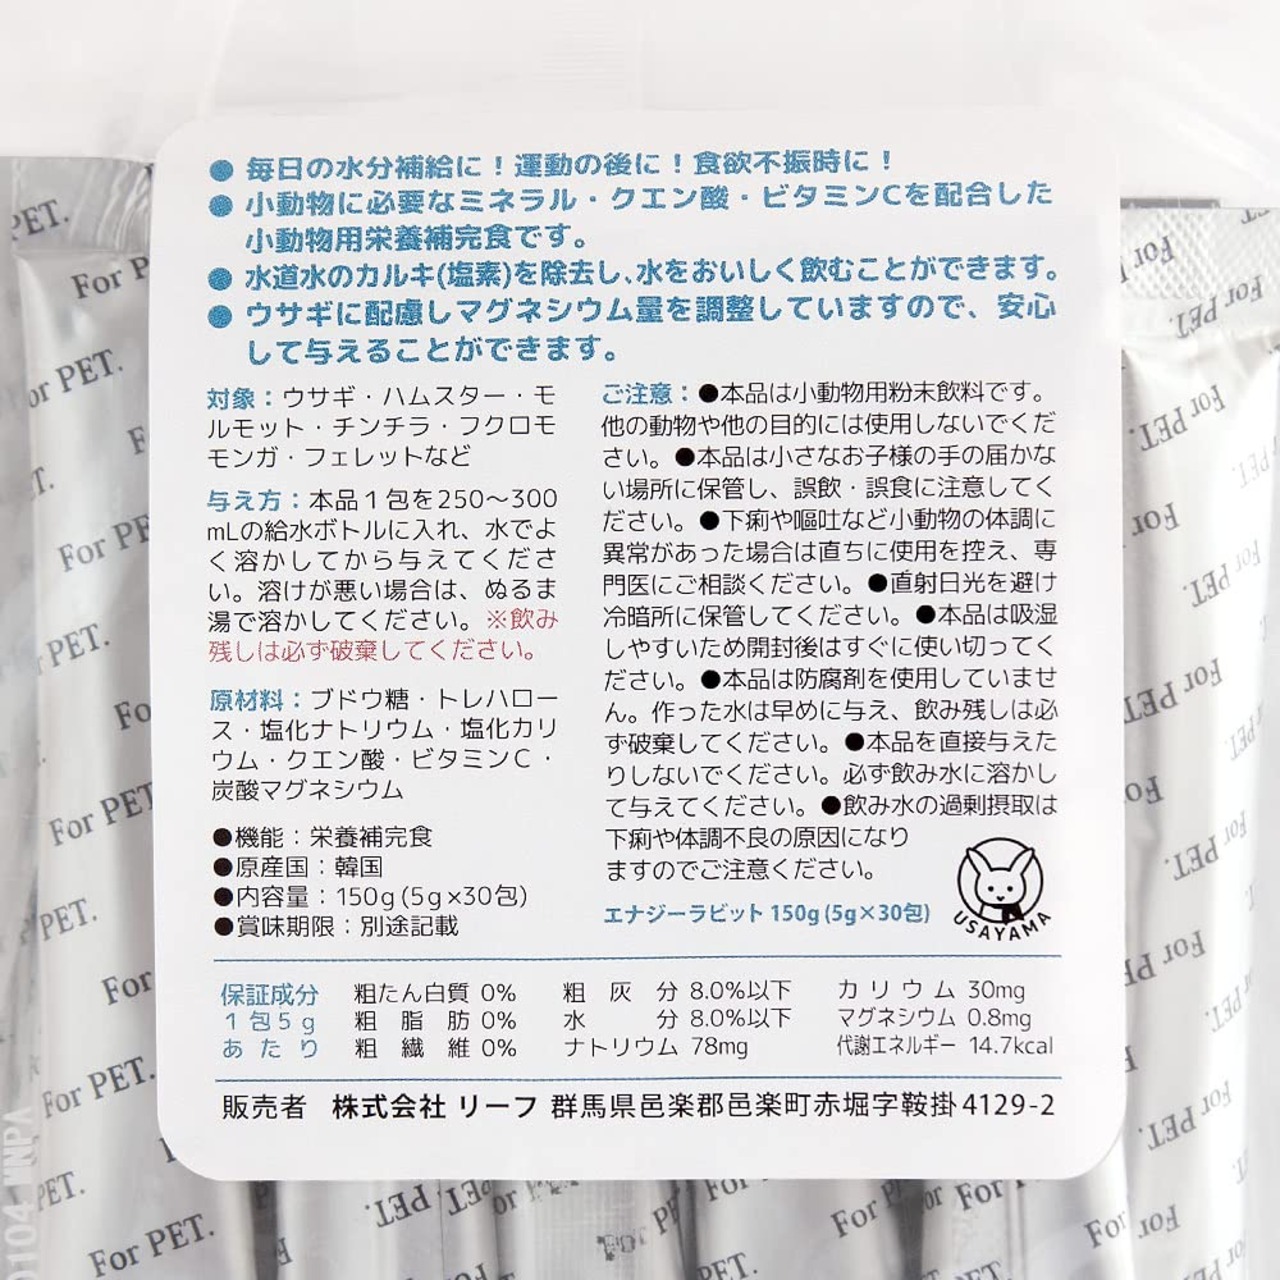 ● 毎日の水分補給に！運動の後に！食欲不振時に！
● 小動物に必要なミネラル・クエン酸・ビタミンCを配合した
小動物用栄養補完食です。
● 水道水のカルキ(塩素)を除去し、水をおいしく飲むことができます。
● ウサギに配慮しマグネシウム量を調整していますので、安心
して与えることができます。
対象：ウサギ・ハムスター・モ
ルモット・チンチラ・フクロモ
モンガ・フェレットなど
与え方：本品１包を250〜300
mLの給水ボトルに入れ、水でよ
く溶かしてから与えてくださ
い。溶けが悪い場合は、ぬるま
湯で溶かしてください。※飲み
残しは必ず破棄してください。
原材料：ブドウ糖・トレハロー
ス・塩化ナトリウム・塩化カリ
ウム・クエン酸・ビタミンＣ・
炭酸マグネシウム
●機能：栄養補完食
●原産国：韓国
●内容量：150g(5g×30包)
●賞味期限：別途記載
ご注意：●本品は小動物用粉末飲料です。
他の動物や他の目的には使用しないでくだ
さい。●本品は小さなお子様の手の届かな
い場所に保管し、誤飲・誤食に注意してく
ださい。●下痢や嘔吐など小動物の体調に
異常があった場合は直ちに使用を控え、専
門医にご相談ください。●直射日光を避け
冷暗所に保管してください。●本品は吸湿
しやすいため開封後はすぐに使い切ってく
ださい。●本品は防腐剤を使用していませ
ん。作った水は早めに与え、飲み残しは必
ず破棄してください。●本品を直接与えた
りしないでください。必ず飲み水に溶かし
て与えてください。●飲み水の過剰摂取は
下痢や体調不良の原因になり
ますのでご注意ください。
エナジーラビット 150g(5g×30包)
USAYAMA
保証成分 粗たん白質 0% 粗灰分 8.0%以下 カリウム 30mg
１包５ｇ 粗脂肪 0% 水分 8.0%以下 マグネシウム 0.8mg
あたり 粗繊維 0% ナトリウム 78mg 代謝エネルギー 14.7kcal
販売者 株式会社 リーフ 群馬県邑楽郡邑楽町赤堀字鞍掛4129-2
For PET.
For PET.
For PET.
For PET.
For PET.
For PET.